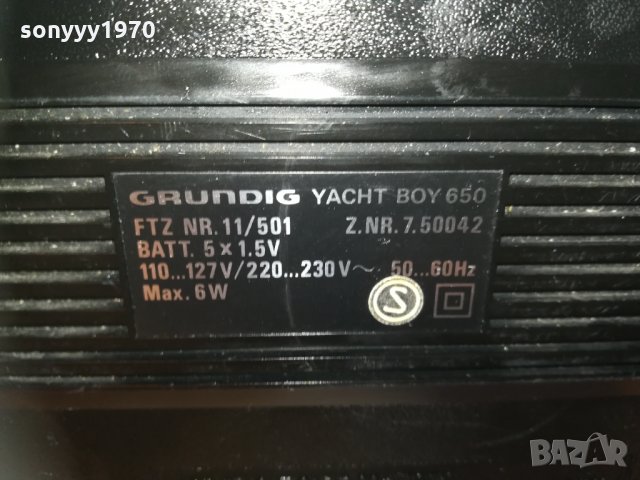 sonyyy1970
GRUNDIG YACHT BOY 650
FTZ NR. 11/501 Z.NR. 7.50042
BATT. 5 x 1.5V
110...127V/220...230V~ 50...60Hz
Max. 6W
S
BAZAR